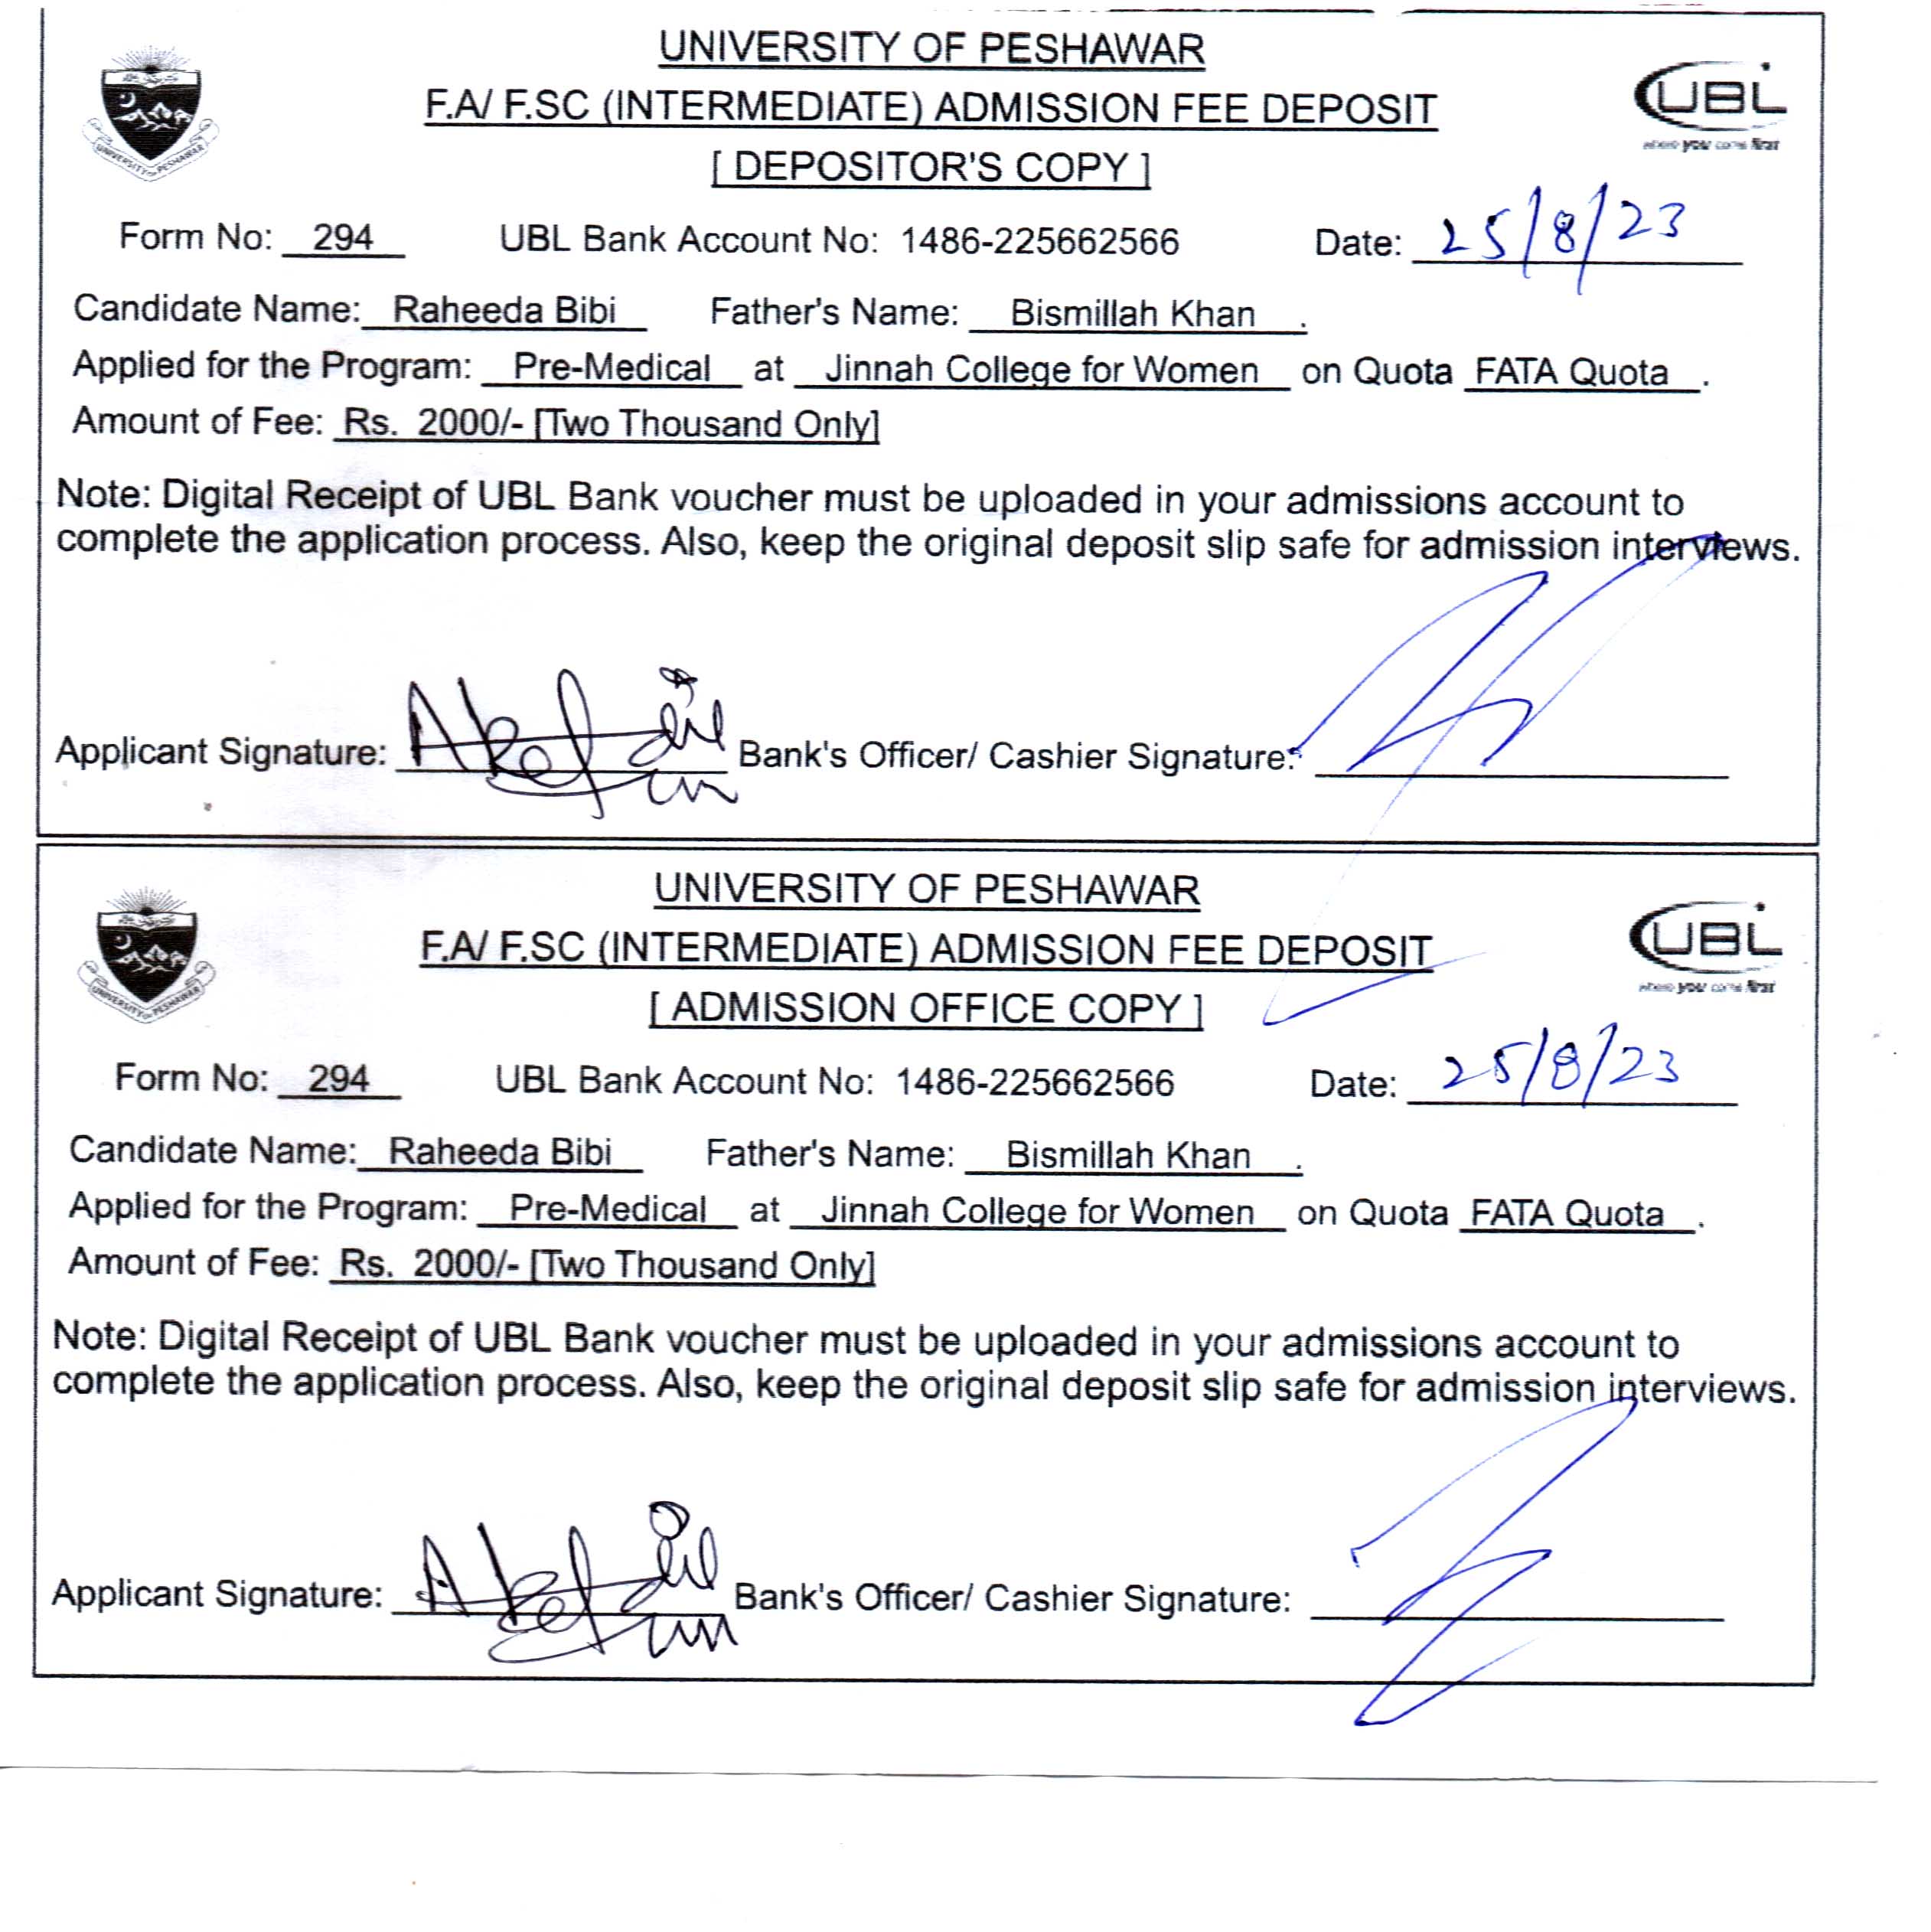 UNIVERSITY OF PESHAWAR
F.A/ F.SC (INTERMEDIATE) ADMISSION FEE DEPOSIT
[ DEPOSITOR'S COPY ]
UBL
where you come first
UNIVERSITY OF PESHAWAR
Form No: 294 UBL Bank Account No: 1486-225662566 Date: 25/8/23
Candidate Name: Raheeda Bibi Father's Name: Bismillah Khan .
Applied for the Program: Pre-Medical at Jinnah College for Women on Quota FATA Quota .
Amount of Fee: Rs. 2000/- [Two Thousand Only]
Note: Digital Receipt of UBL Bank voucher must be uploaded in your admissions account to
complete the application process. Also, keep the original deposit slip safe for admission interviews.
Applicant Signature: Bank's Officer/ Cashier Signature:
UNIVERSITY OF PESHAWAR
F.A/ F.SC (INTERMEDIATE) ADMISSION FEE DEPOSIT
[ ADMISSION OFFICE COPY ]
UBL
where you come first
UNIVERSITY OF PESHAWAR
Form No: 294 UBL Bank Account No: 1486-225662566 Date: 25/8/23
Candidate Name: Raheeda Bibi Father's Name: Bismillah Khan .
Applied for the Program: Pre-Medical at Jinnah College for Women on Quota FATA Quota .
Amount of Fee: Rs. 2000/- [Two Thousand Only]
Note: Digital Receipt of UBL Bank voucher must be uploaded in your admissions account to
complete the application process. Also, keep the original deposit slip safe for admission interviews.
Applicant Signature: Bank's Officer/ Cashier Signature: